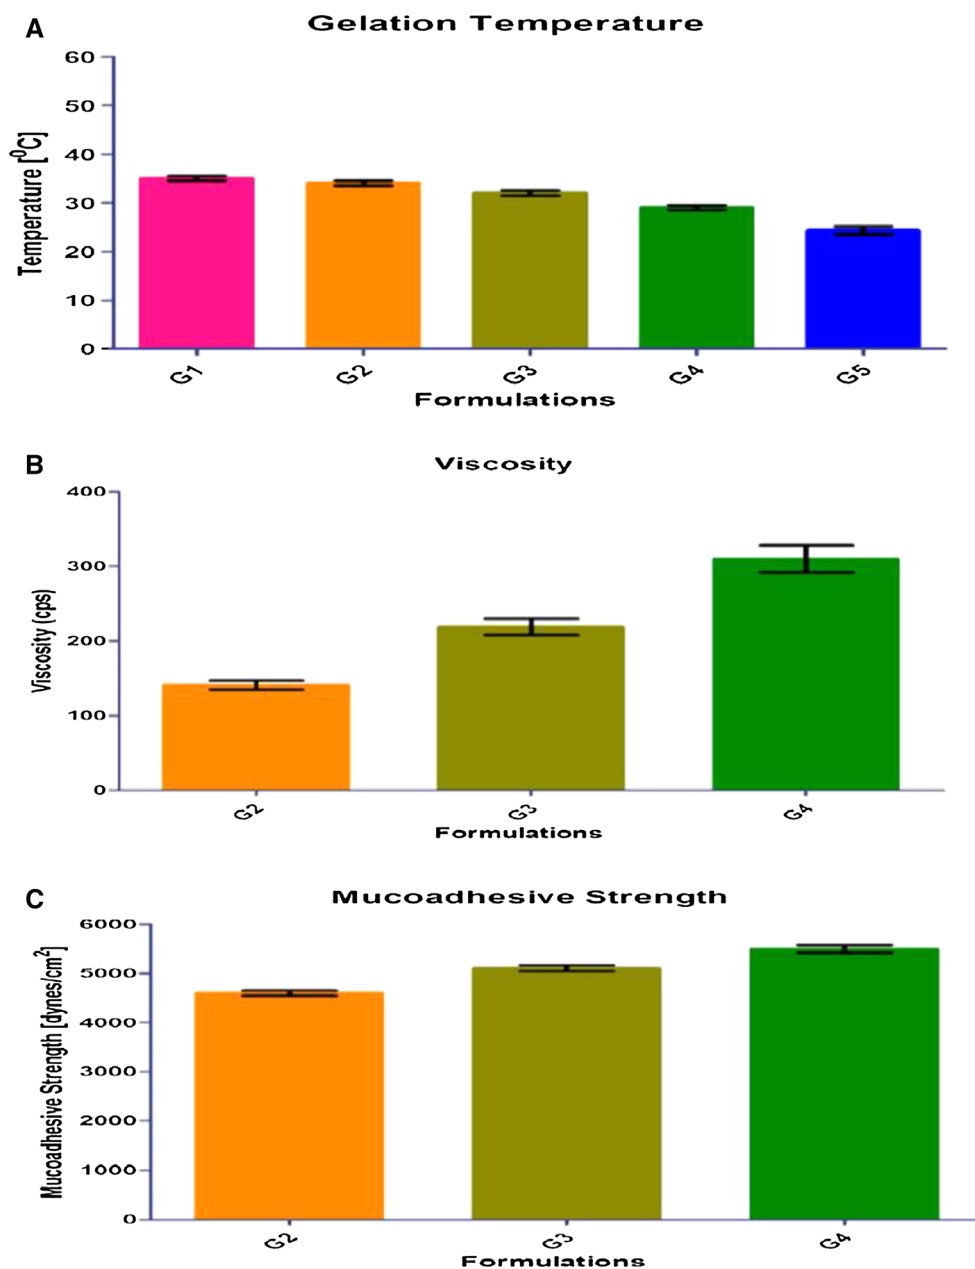 A
Gelation Temperature
Temperature [⁰C]
60
50
40
30
20
10
0
G1
G2
G3
G4
G5
Formulations
B
Viscosity
Viscosity (cps)
400
300
200
100
0
G2
G3
G4
Formulations
C
Mucoadhesive Strength
Mucoadhesive Strength [dynes/cm²]
6000
5000
4000
3000
2000
1000
0
G2
G3
G4
Formulations